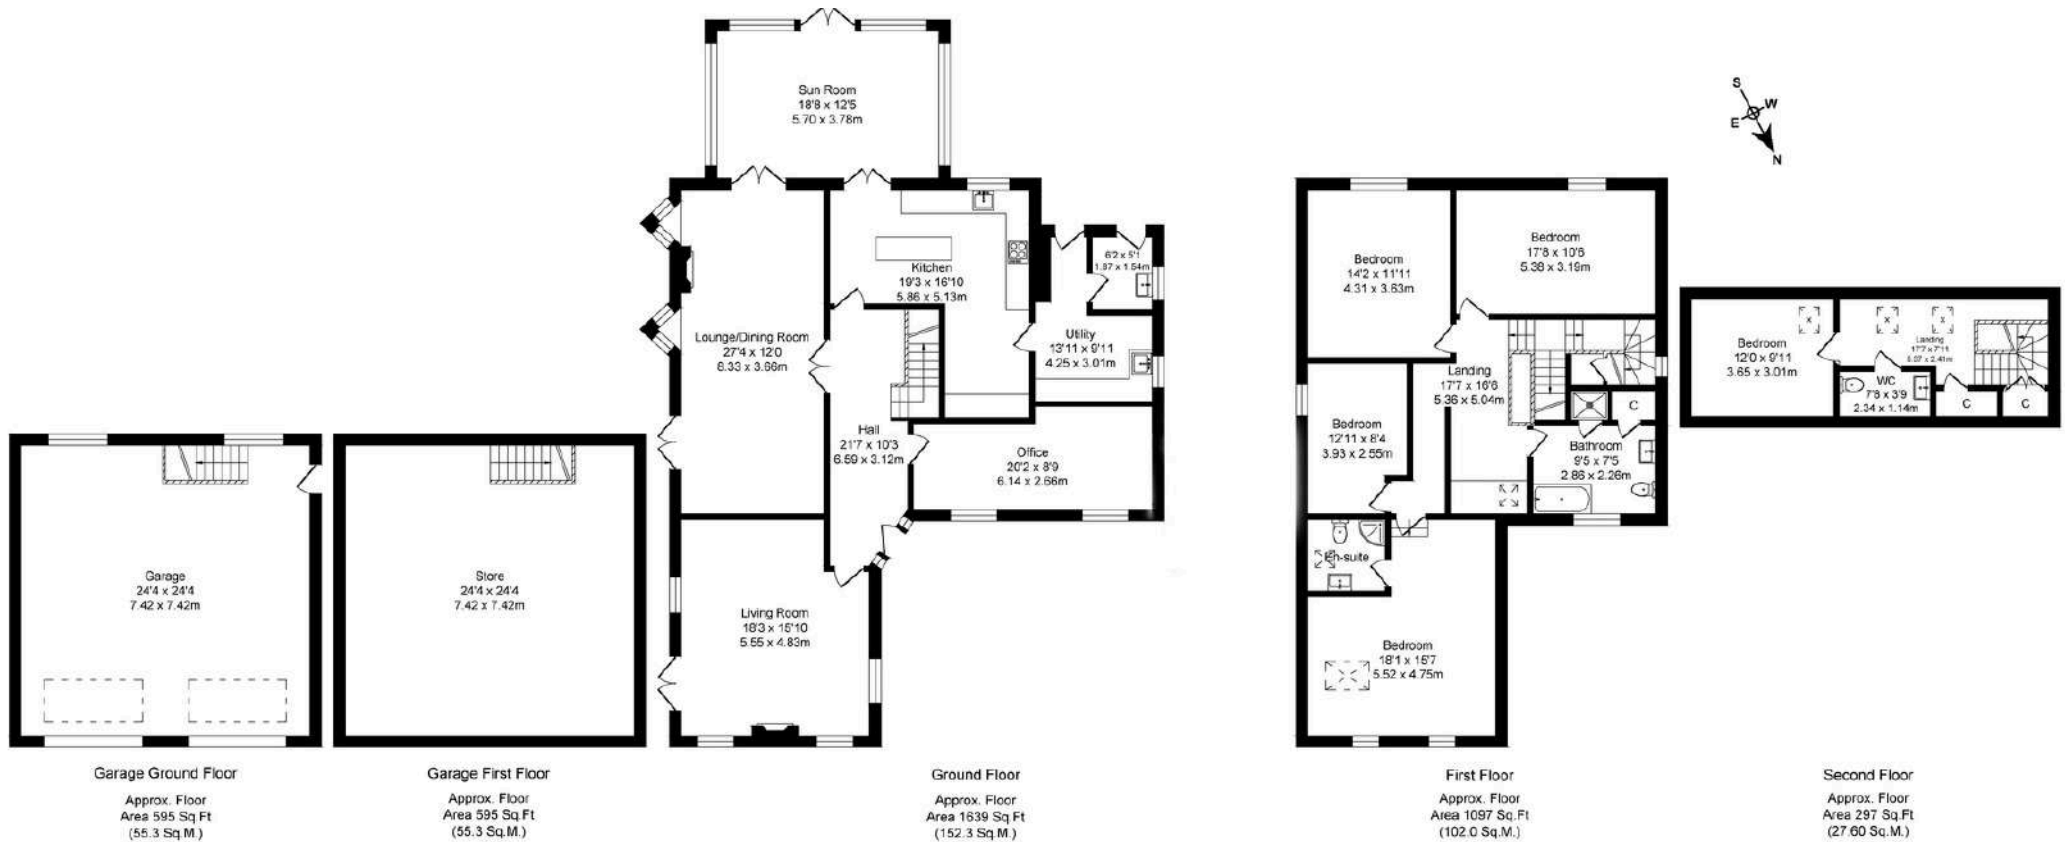 Garage
24'4 x 24'4
7.42 x 7.42m
Garage Ground Floor
Approx. Floor
Area 595 Sq.Ft
(55.3 Sq.M.)
Store
24'4 x 24'4
7.42 x 7.42m
Garage First Floor
Approx. Floor
Area 595 Sq.Ft
(55.3 Sq.M.)
Sun Room
18'8 x 12'5
5.70 x 3.78m
Kitchen
19'3 x 16'10
5.86 x 5.13m
6'2 x 5'1
1.87 x 1.54m
Lounge/Dining Room
27'4 x 12'0
8.33 x 3.66m
Utility
13'11 x 9'11
4.25 x 3.01m
Hall
21'7 x 10'3
6.59 x 3.12m
Office
20'2 x 8'9
6.14 x 2.66m
Living Room
18'3 x 15'10
5.55 x 4.83m
Ground Floor
Approx. Floor
Area 1639 Sq.Ft
(152.3 Sq.M.)
Bedroom
14'2 x 11'11
4.31 x 3.63m
Bedroom
17'8 x 10'6
5.38 x 3.19m
Landing
17'7 x 16'6
5.36 x 5.04m
Bedroom
12'11 x 8'4
3.93 x 2.55m
C
Bathroom
9'5 x 7'5
2.86 x 2.26m
En-suite
Bedroom
18'1 x 15'7
5.52 x 4.75m
First Floor
Approx. Floor
Area 1097 Sq.Ft
(102.0 Sq.M.)
S
W
E
N
Bedroom
12'0 x 9'11
3.65 x 3.01m
Landing
17'7 x 7'11
2.41m
WC
7'8 x 3'9
2.34 x 1.14m
C
C
Second Floor
Approx. Floor
Area 297 Sq.Ft
(27.60 Sq.M.)